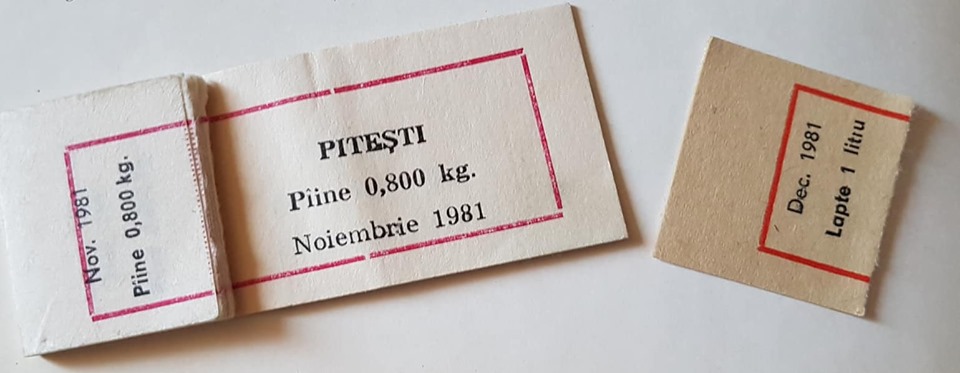 Nov. 1981
Pîine 0,800 kg.
PITEŞTI
Pîine 0,800 kg.
Noiembrie 1981
Dec. 1981
Lapte 1 litru